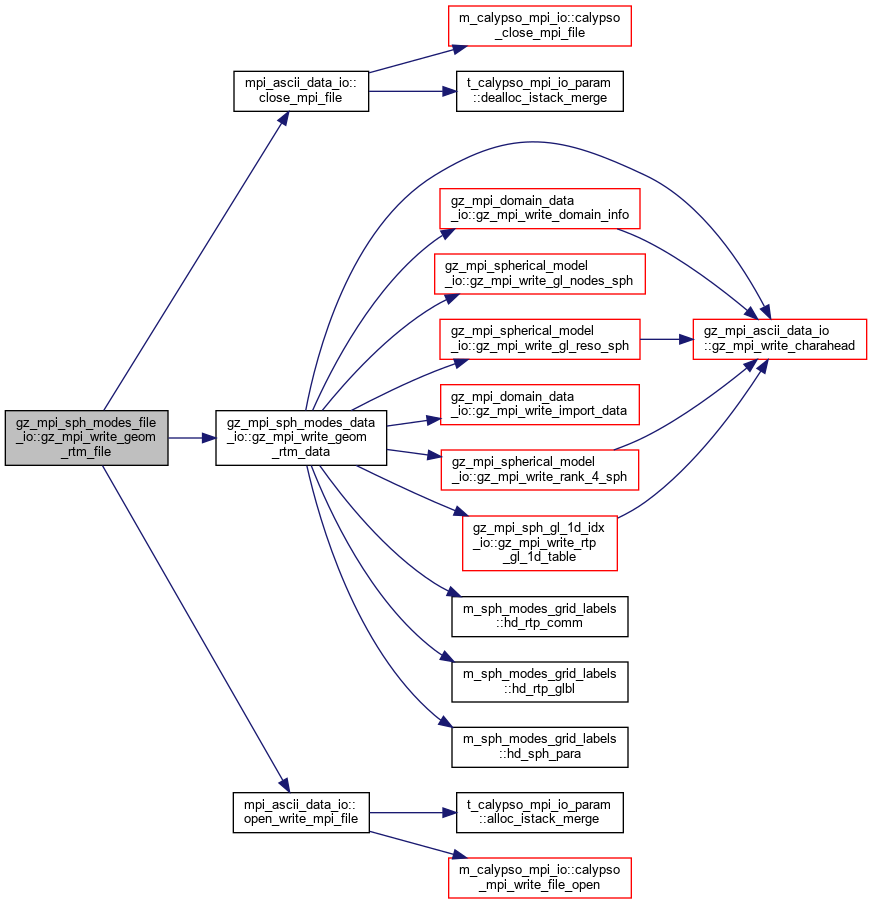 gz_mpi_sph_modes_file
_io::gz_mpi_write_geom
_rtm_file
mpi_ascii_data_io::
close_mpi_file
m_calypso_mpi_io::calypso
_close_mpi_file
t_calypso_mpi_io_param
::dealloc_istack_merge
gz_mpi_sph_modes_data
_io::gz_mpi_write_geom
_rtm_data
gz_mpi_domain_data
_io::gz_mpi_write_domain_info
gz_mpi_spherical_model
_io::gz_mpi_write_gl_nodes_sph
gz_mpi_spherical_model
_io::gz_mpi_write_gl_reso_sph
gz_mpi_ascii_data_io
::gz_mpi_write_charahead
gz_mpi_domain_data
_io::gz_mpi_write_import_data
gz_mpi_spherical_model
_io::gz_mpi_write_rank_4_sph
gz_mpi_sph_gl_1d_idx
_io::gz_mpi_write_rtp
_gl_1d_table
m_sph_modes_grid_labels
::hd_rtp_comm
m_sph_modes_grid_labels
::hd_rtp_glbl
m_sph_modes_grid_labels
::hd_sph_para
mpi_ascii_data_io::
open_write_mpi_file
t_calypso_mpi_io_param
::alloc_istack_merge
m_calypso_mpi_io::calypso
_mpi_write_file_open